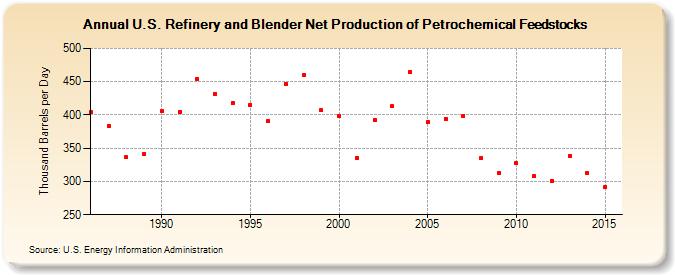 Annual U.S. Refinery and Blender Net Production of Petrochemical Feedstocks
Thousand Barrels per Day
500
450
400
350
300
250
1990 1995 2000 2005 2010 2015
Source: U.S. Energy Information Administration